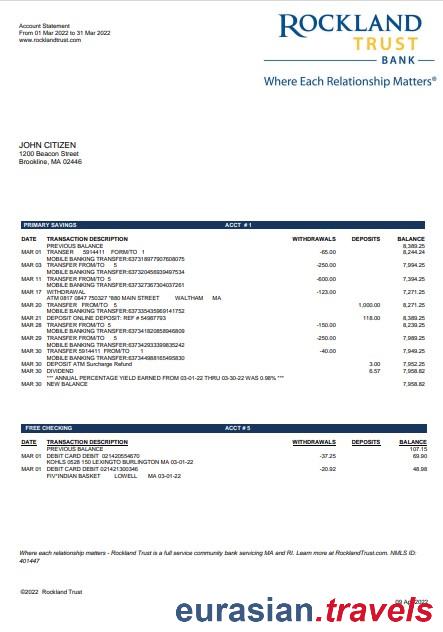 Account Statement
From 01 Mar 2022 to 31 Mar 2022
www.rocklandtrust.com
ROCKLAND
TRUST
BANK
Where Each Relationship Matters®
JOHN CITIZEN
1200 Beacon Street
Brookline, MA 02446
PRIMARY SAVINGS ACCT # 1
DATE TRANSACTION DESCRIPTION WITHDRAWALS DEPOSITS BALANCE
PREVIOUS BALANCE 8,389.25
MAR 01 TRANSER 5914411 FORM/TO 1 -65.00 8,244.24
MOBILE BANKING TRANSFER:637318977907608075
MAR 03 TRANSFER FROM/TO 5 -250.00 7,994.25
MOBILE BANKING TRANSFER:637320456939497534
MAR 11 TRANSFER FROM/TO 5 -600.00 7,394.25
MOBILE BANKING TRANSFER:637327367304037261
MAR 17 WITHDRAWAL -123.00 7,271.25
ATM 0817 0847 750327 *880 MAIN STREET WALTHAM MA
MAR 20 TRANSFER FROM/TO 5 1,000.00 8,271.25
MOBILE BANKING TRANSFER:637335435969141752
MAR 21 DEPOSIT ONLINE DEPOSIT: REF # 54987793 118.00 8,389.25
MAR 28 TRANSFER FROM/TO 5 -150.00 8,239.25
MOBILE BANKING TRANSFER:637341820858946809
MAR 29 TRANSFER FROM/TO 5 -250.00 7,989.25
MOBILE BANKING TRANSFER:637342933399835242
MAR 30 TRANSFER 5914411 FROM/TO 1 -40.00 7,949.25
MOBILE BANKING TRANSFER:637344988165495830
MAR 30 DEPOSIT ATM Surcharge Refund 3.00 7,952.25
MAR 30 DIVIDEND 6.57 7,958.82
*** ANNUAL PERCENTAGE YIELD EARNED FROM 03-01-22 THRU 03-30-22 WAS 0.98% ***
MAR 30 NEW BALANCE 7,958.82
FREE CHECKING ACCT # 5
DATE TRANSACTION DESCRIPTION WITHDRAWALS DEPOSITS BALANCE
PREVIOUS BALANCE 107.15
MAR 01 DEBIT CARD DEBIT 021420554670 -37.25 69.90
KOHLS 0528 150 LEXINGTO BURLINGTON MA 03-01-22
MAR 01 DEBIT CARD DEBIT 021421300346 -20.92 48.98
FIV*INDIAN BASKET LOWELL MA 03-01-22
Where each relationship matters - Rockland Trust is a full service community bank servicing MA and RI. Learn more at RocklandTrust.com. NMLS ID:
401447
©2022 Rockland Trust
eurasian.travels